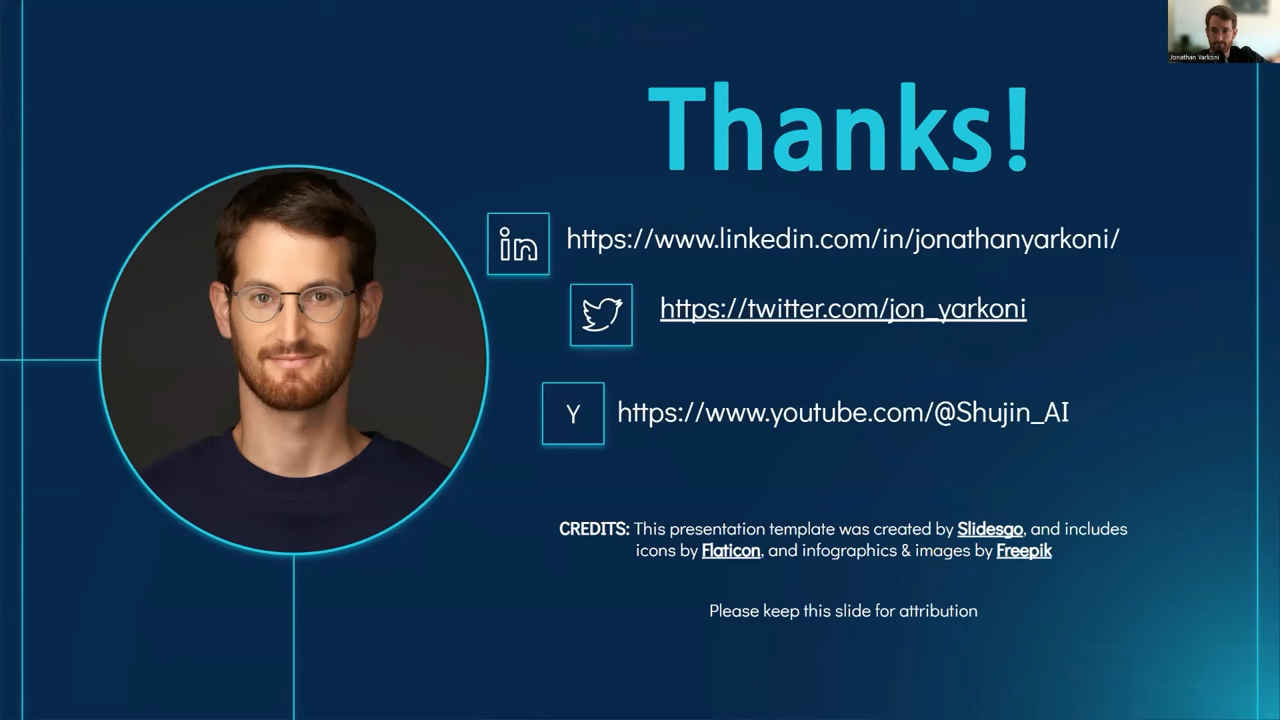 Jonathan Yarkoni
Thanks!
in
https://www.linkedin.com/in/jonathanyarkoni/
https://twitter.com/jon_yarkoni
Y
https://www.youtube.com/@Shujin_AI
CREDITS: This presentation template was created by Slidesgo, and includes
icons by Flaticon, and infographics & images by Freepik
Please keep this slide for attribution